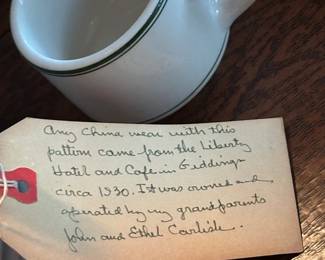 Any China wear with this
pattern came from the Liberty
Hotel and Cafe in Giddings
circa 1930. It was owned and
operated by my grandparents
John and Ethel Carlisle.